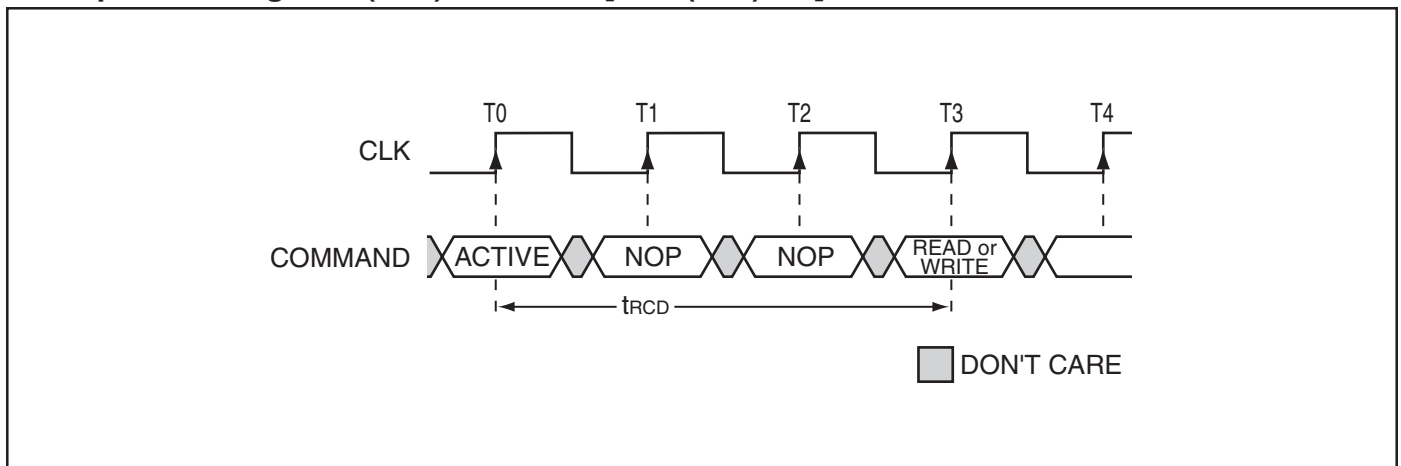 T0 T1 T2 T3 T4
CLK
COMMAND ACTIVE NOP NOP READ or
WRITE
tRCD
DON'T CARE